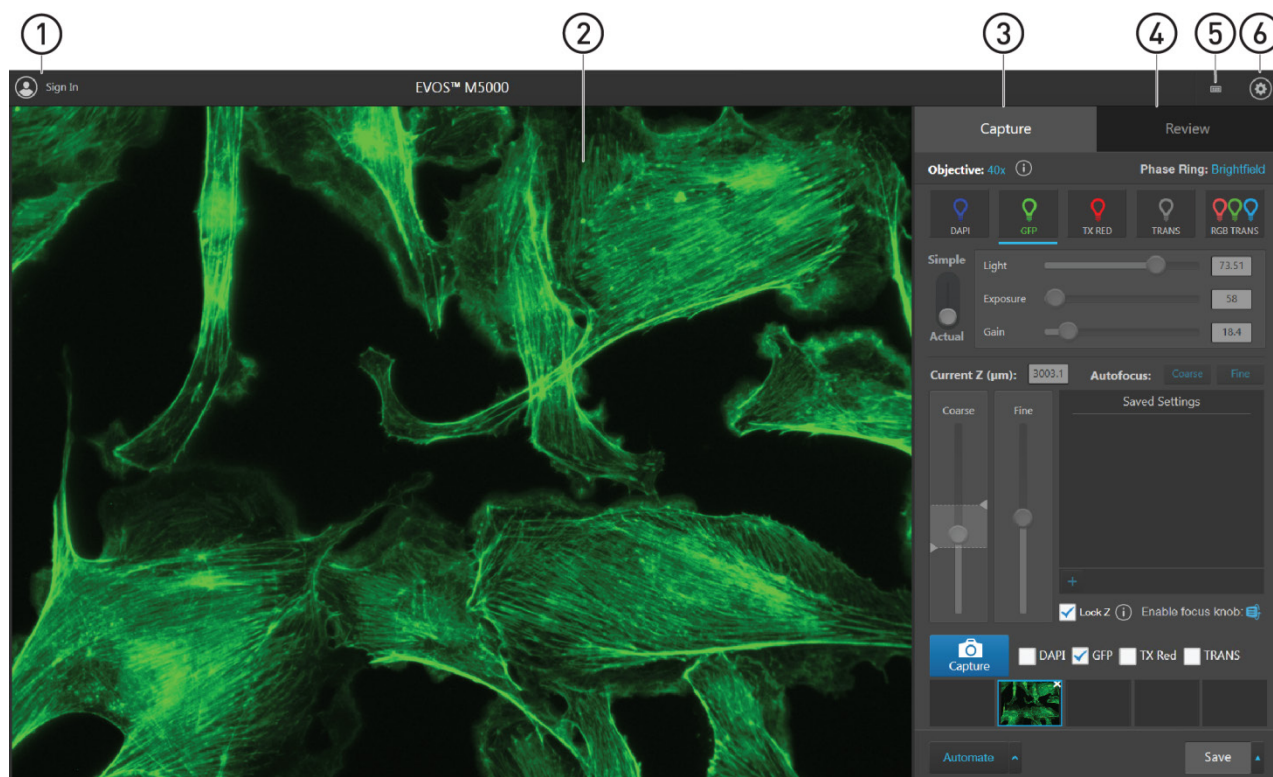 1 2 3 4 5 6
Sign In EVOS™ M5000
Capture Review
Objective: 40x i Phase Ring: Brightfield
DAPI GFP TX RED TRANS RGB TRANS
Simple
Light 73.51
Exposure 58
Actual
Gain 18.4
Current Z (µm): 3003.1 Autofocus: Coarse Fine
Coarse Fine Saved Settings
+
Lock Z i Enable focus knob:
Capture DAPI GFP TX Red TRANS
Automate Save